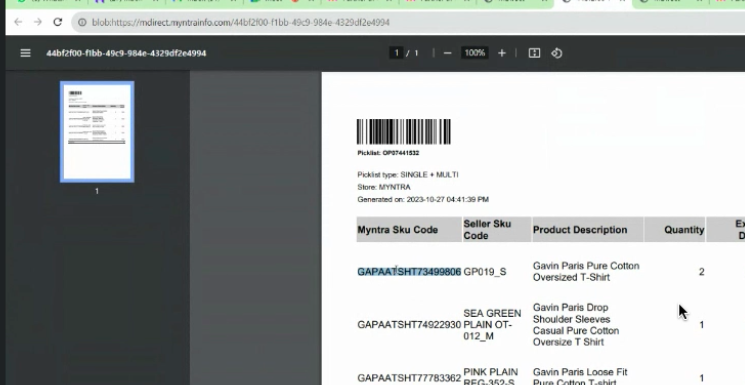 blob:https://mdirect.myntrainfo.com/44bf2f00-f1bb-49c9-984e-4329df2e4994
44bf2f00-f1bb-49c9-984e-4329df2e4994
1 / 1
100%
1
Picklist: OP07441532
Picklist type: SINGLE + MULTI
Store: MYNTRA
Generated on: 2023-10-27 04:41:39 PM
Myntra Sku Code Seller Sku Code Product Description Quantity
GAPAATSHT73499806 GP019_S Gavin Paris Pure Cotton Oversized T-Shirt 2
GAPAATSHT74922930 SEA GREEN PLAIN OT-012_M Gavin Paris Drop Shoulder Sleeves Casual Pure Cotton Oversize T Shirt 1
GAPAATSHT77783362 PINK PLAIN REG-352-S Gavin Paris Loose Fit Pure Cotton T-shirt 1